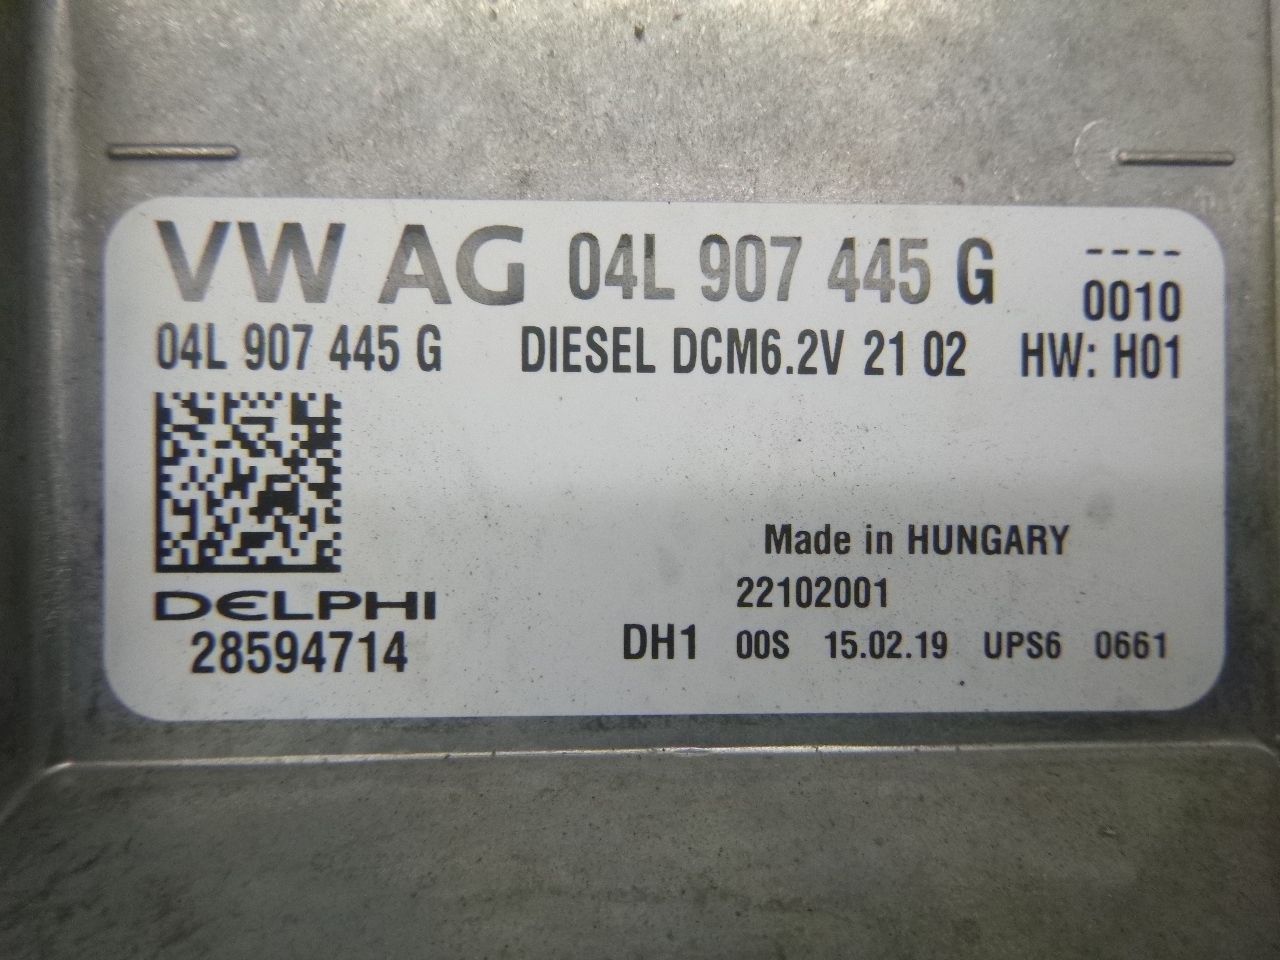 VW AG 04L 907 445 G ----
0010
04L 907 445 G DIESEL DCM6.2V 21 02 HW: H01
Made in HUNGARY
22102001
DELPHI
28594714
DH1 00S 15.02.19 UPS6 0661